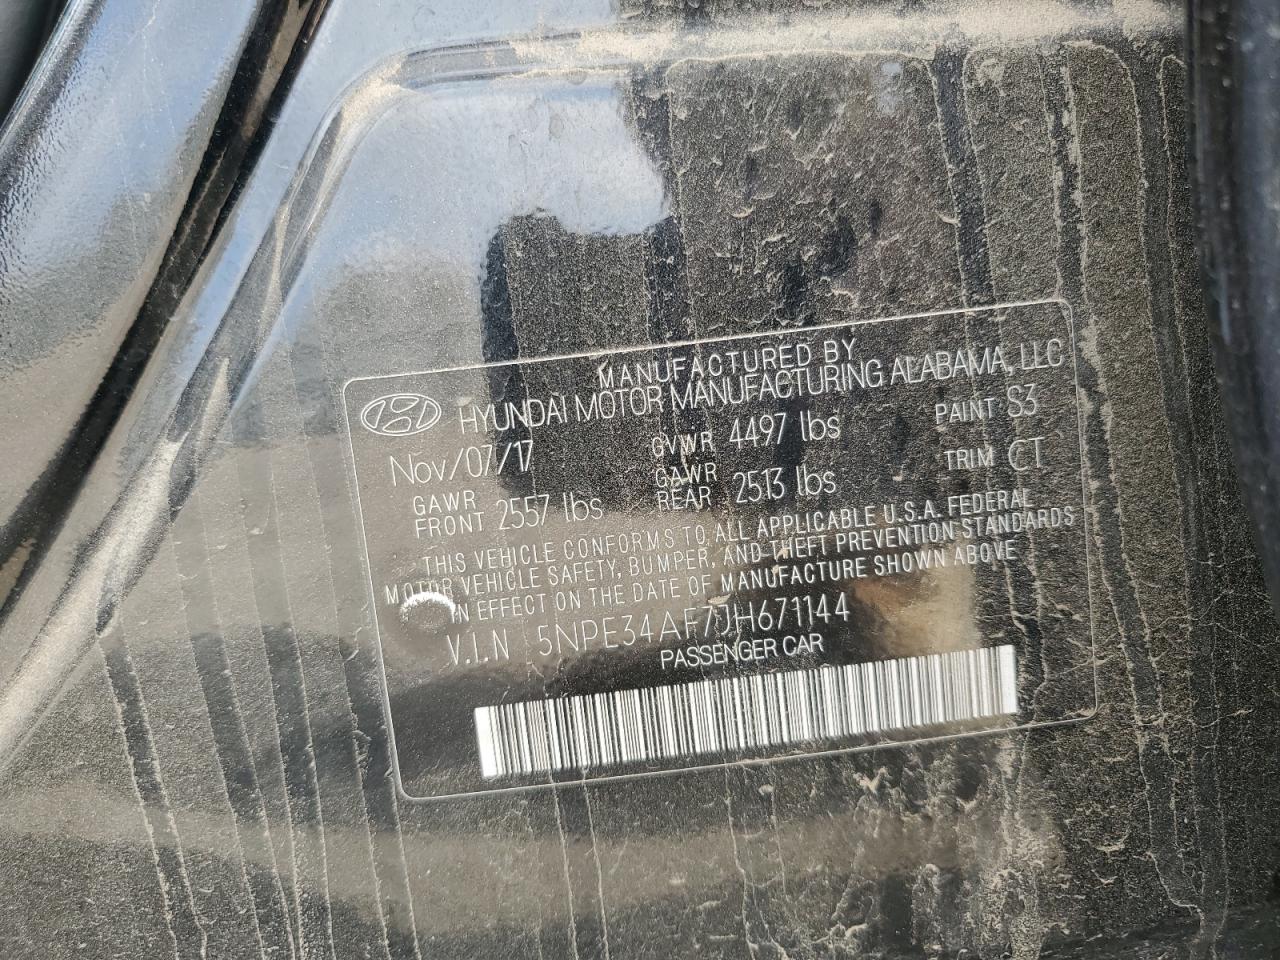 MANUFACTURED BY
HYUNDAI MOTOR MANUFACTURING ALABAMA, LLC
Nov/07/17 GVWR 4497 lbs PAINT S3
GAWR FRONT 2557 lbs GAWR REAR 2513 lbs TRIM CT
THIS VEHICLE CONFORMS TO ALL APPLICABLE U.S.A. FEDERAL
MOTOR VEHICLE SAFETY, BUMPER, AND THEFT PREVENTION STANDARDS
IN EFFECT ON THE DATE OF MANUFACTURE SHOWN ABOVE
V.I.N 5NPE34AF7JH671144
PASSENGER CAR